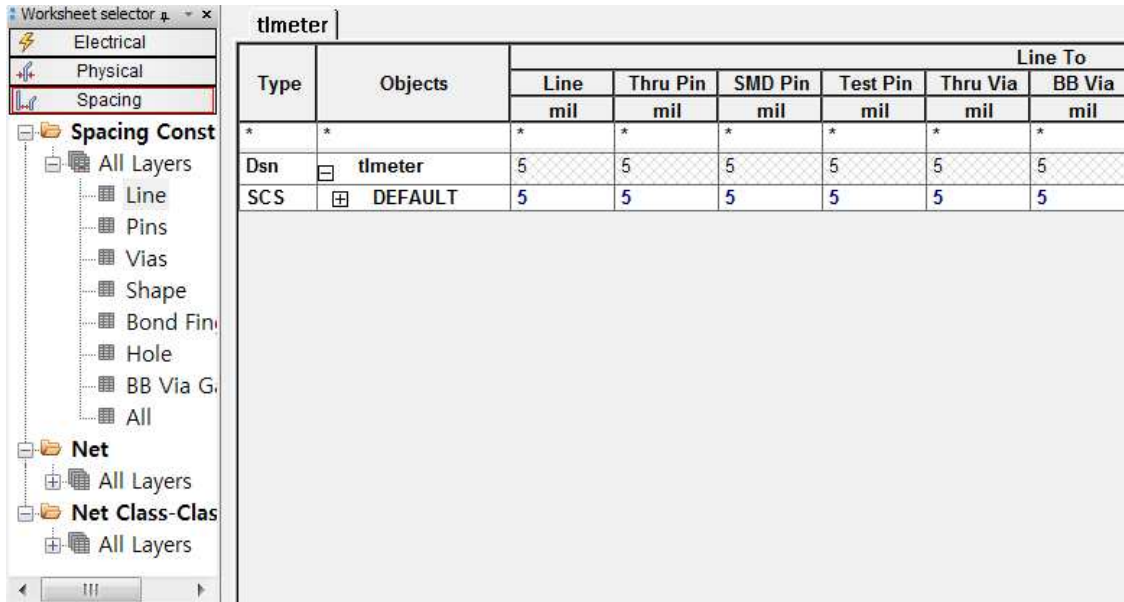 Worksheet selector
Electrical
Physical
Spacing
Spacing Const
All Layers
Line
Pins
Vias
Shape
Bond Fin
Hole
BB Via G
All
Net
All Layers
Net Class-Clas
All Layers
tlmeter
Type Objects Line To
Line Thru Pin SMD Pin Test Pin Thru Via BB Via
mil mil mil mil mil mil
* * * * * * * *
Dsn tlmeter 5 5 5 5 5 5
SCS DEFAULT 5 5 5 5 5 5